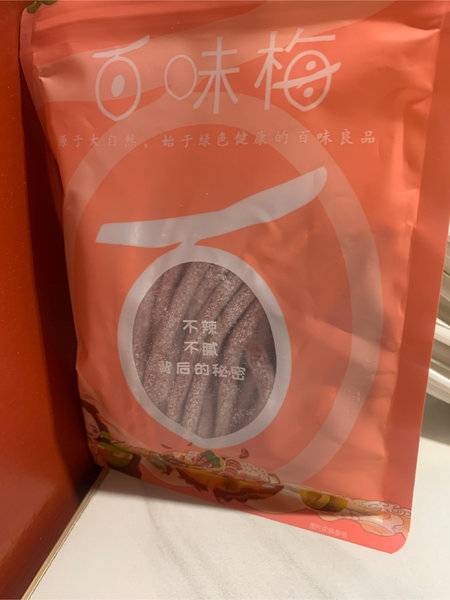 百味梅
源于大自然，始于绿色健康的百味良品
百
不辣
不腻
背后的秘密